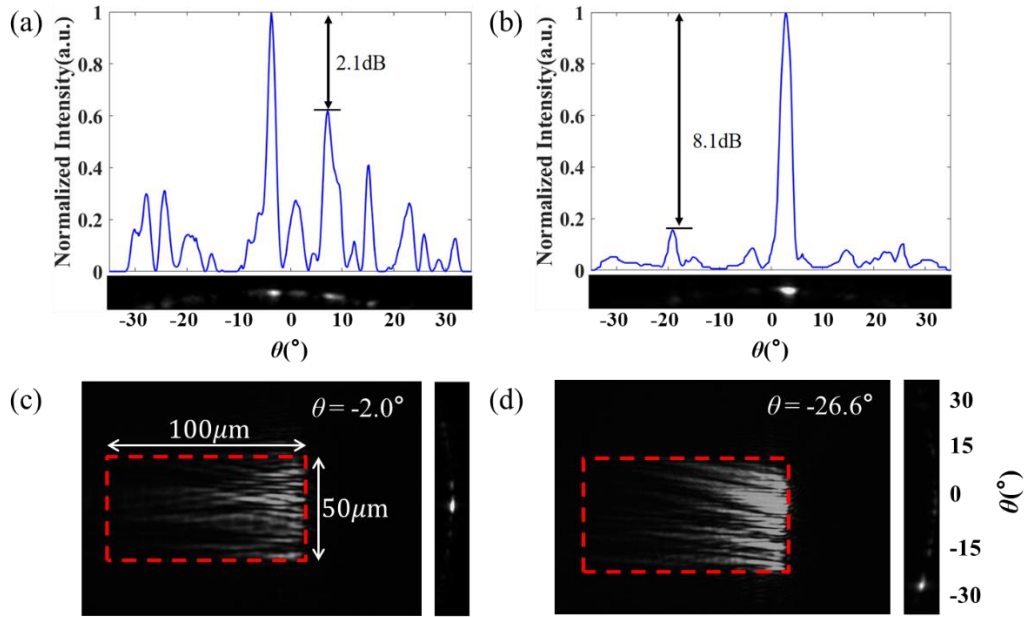 (a)
Normalized Intensity(a.u.)
1
0.8
0.6
0.4
0.2
0
2.1dB
-30 -20 -10 0 10 20 30
θ(°)
(b)
Normalized Intensity(a.u.)
1
0.8
0.6
0.4
0.2
0
8.1dB
-30 -20 -10 0 10 20 30
θ(°)
(c)
θ = -2.0°
100μm
50μm
(d)
θ = -26.6°
30
15
0
-15
-30
θ(°)